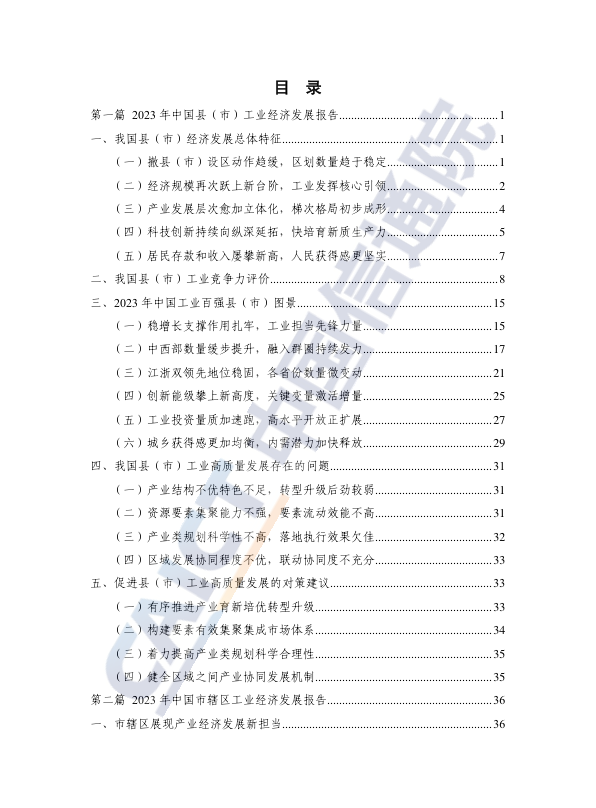 目 录
第一篇 2023 年中国县（市）工业经济发展报告.....................................................1
一、我国县（市）经济发展总体特征........................................................................1
（一）撤县（市）设区动作趋缓，区划数量趋于稳定.....................................1
（二）经济规模再次跃上新台阶，工业发挥核心引领.....................................2
（三）产业发展层次愈加立体化，梯次格局初步成形.....................................4
（四）科技创新持续向纵深延拓，快培育新质生产力.....................................5
（五）居民存款和收入屡攀新高，人民获得感更坚实.....................................7
二、我国县（市）工业竞争力评价............................................................................8
三、2023 年中国工业百强县（市）图景.................................................................15
（一）稳增长支撑作用扎牢，工业担当先锋力量...........................................15
（二）中西部数量缓步提升，融入群圈持续发力...........................................17
（三）江浙双领先地位稳固，各省份数量微变动...........................................21
（四）创新能级攀上新高度，关键变量激活增量...........................................25
（五）工业投资量质加速跑，高水平开放正扩展...........................................27
（六）城乡获得感更加均衡，内需潜力加快释放...........................................29
四、我国县（市）工业高质量发展存在的问题......................................................31
（一）产业结构不优特色不足，转型升级后劲较弱.......................................31
（二）资源要素集聚能力不强，要素流动效能不高.......................................31
（三）产业类规划科学性不高，落地执行效果欠佳.......................................32
（四）区域发展协同程度不优，联动协同度不充分.......................................33
五、促进县（市）工业高质量发展的对策建议......................................................33
（一）有序推进产业育新培优转型升级...........................................................33
（二）构建要素有效集聚集成市场体系...........................................................34
（三）着力提高产业类规划科学合理性...........................................................35
（四）健全区域之间产业协同发展机制...........................................................35
第二篇 2023 年中国市辖区工业经济发展报告.......................................................36
一、市辖区展现产业经济发展新担当......................................................................36
CAICT 中国信通院